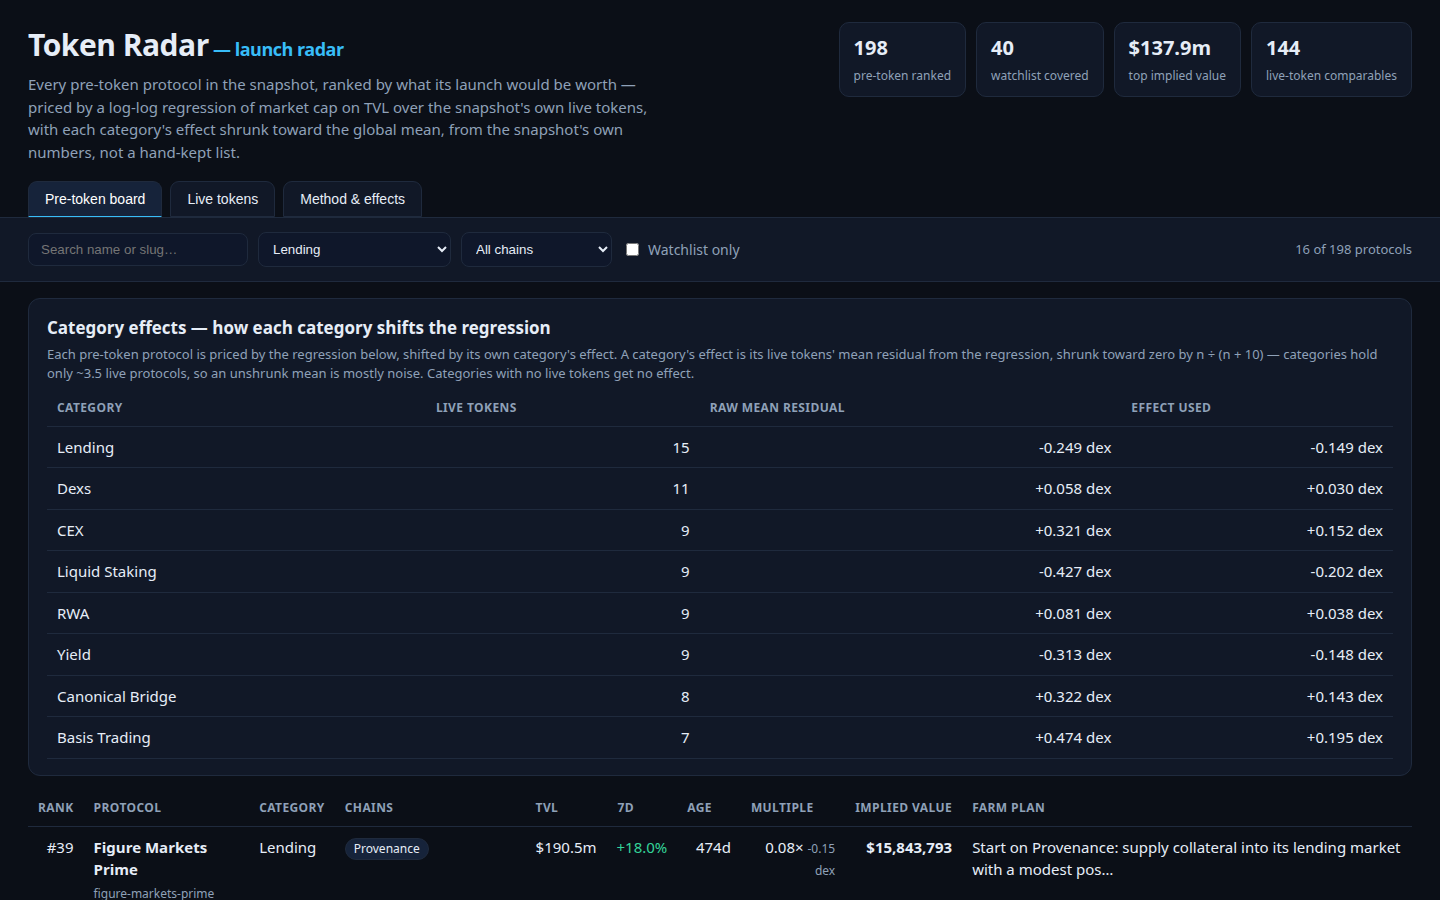 Token Radar — launch radar
Every pre-token protocol in the snapshot, ranked by what its launch would be worth —
priced by a log-log regression of market cap on TVL over the snapshot's own live tokens,
with each category's effect shrunk toward the global mean, from the snapshot's own
numbers, not a hand-kept list.
198
pre-token ranked
40
watchlist covered
$137.9m
top implied value
144
live-token comparables
Pre-token board
Live tokens
Method & effects
Search name or slug…
Lending
All chains
Watchlist only
16 of 198 protocols
Category effects — how each category shifts the regression
Each pre-token protocol is priced by the regression below, shifted by its own category's effect. A category's effect is its live tokens' mean residual from the regression, shrunk toward zero by n ÷ (n + 10) — categories hold
only ~3.5 live protocols, so an unshrunk mean is mostly noise. Categories with no live tokens get no effect.
CATEGORY LIVE TOKENS RAW MEAN RESIDUAL EFFECT USED
Lending 15 -0.249 dex -0.149 dex
Dexs 11 +0.058 dex +0.030 dex
CEX 9 +0.321 dex +0.152 dex
Liquid Staking 9 -0.427 dex -0.202 dex
RWA 9 +0.081 dex +0.038 dex
Yield 9 -0.313 dex -0.148 dex
Canonical Bridge 8 +0.322 dex +0.143 dex
Basis Trading 7 +0.474 dex +0.195 dex
RANK PROTOCOL CATEGORY CHAINS TVL 7D AGE MULTIPLE IMPLIED VALUE FARM PLAN
#39 Figure Markets Lending Provenance $190.5m +18.0% 474d 0.08× -0.15 $15,843,793 Start on Provenance: supply collateral into its lending market
Prime dex with a modest pos…
figure-markets-prime